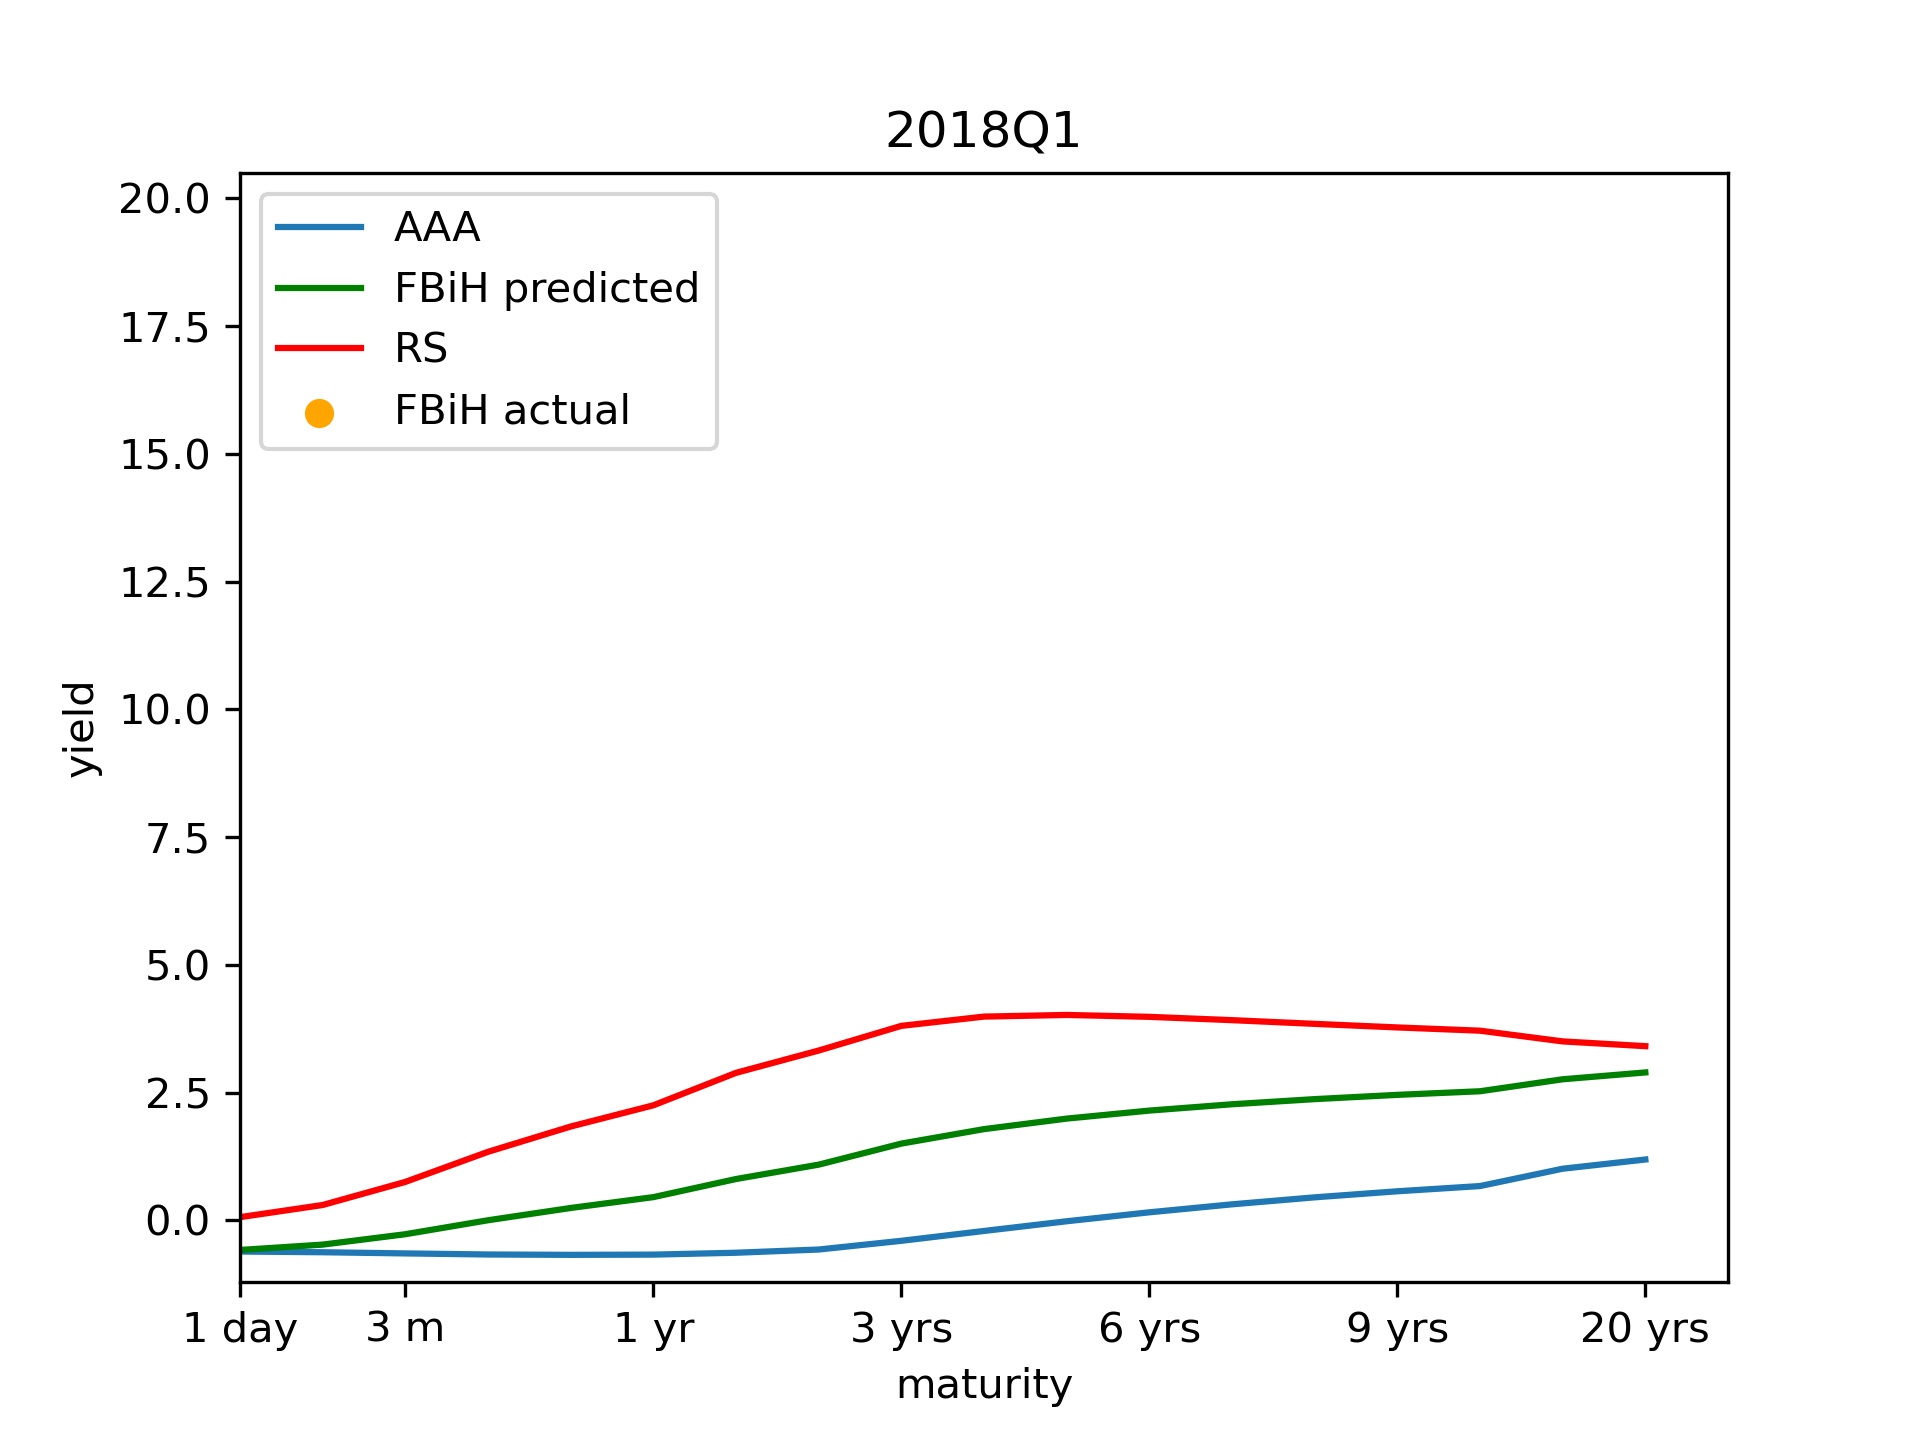 2018Q1
20.0
17.5
15.0
12.5
10.0
7.5
5.0
2.5
0.0
yield
AAA
FBiH predicted
RS
FBiH actual
1 day 3 m 1 yr 3 yrs 6 yrs 9 yrs 20 yrs
maturity